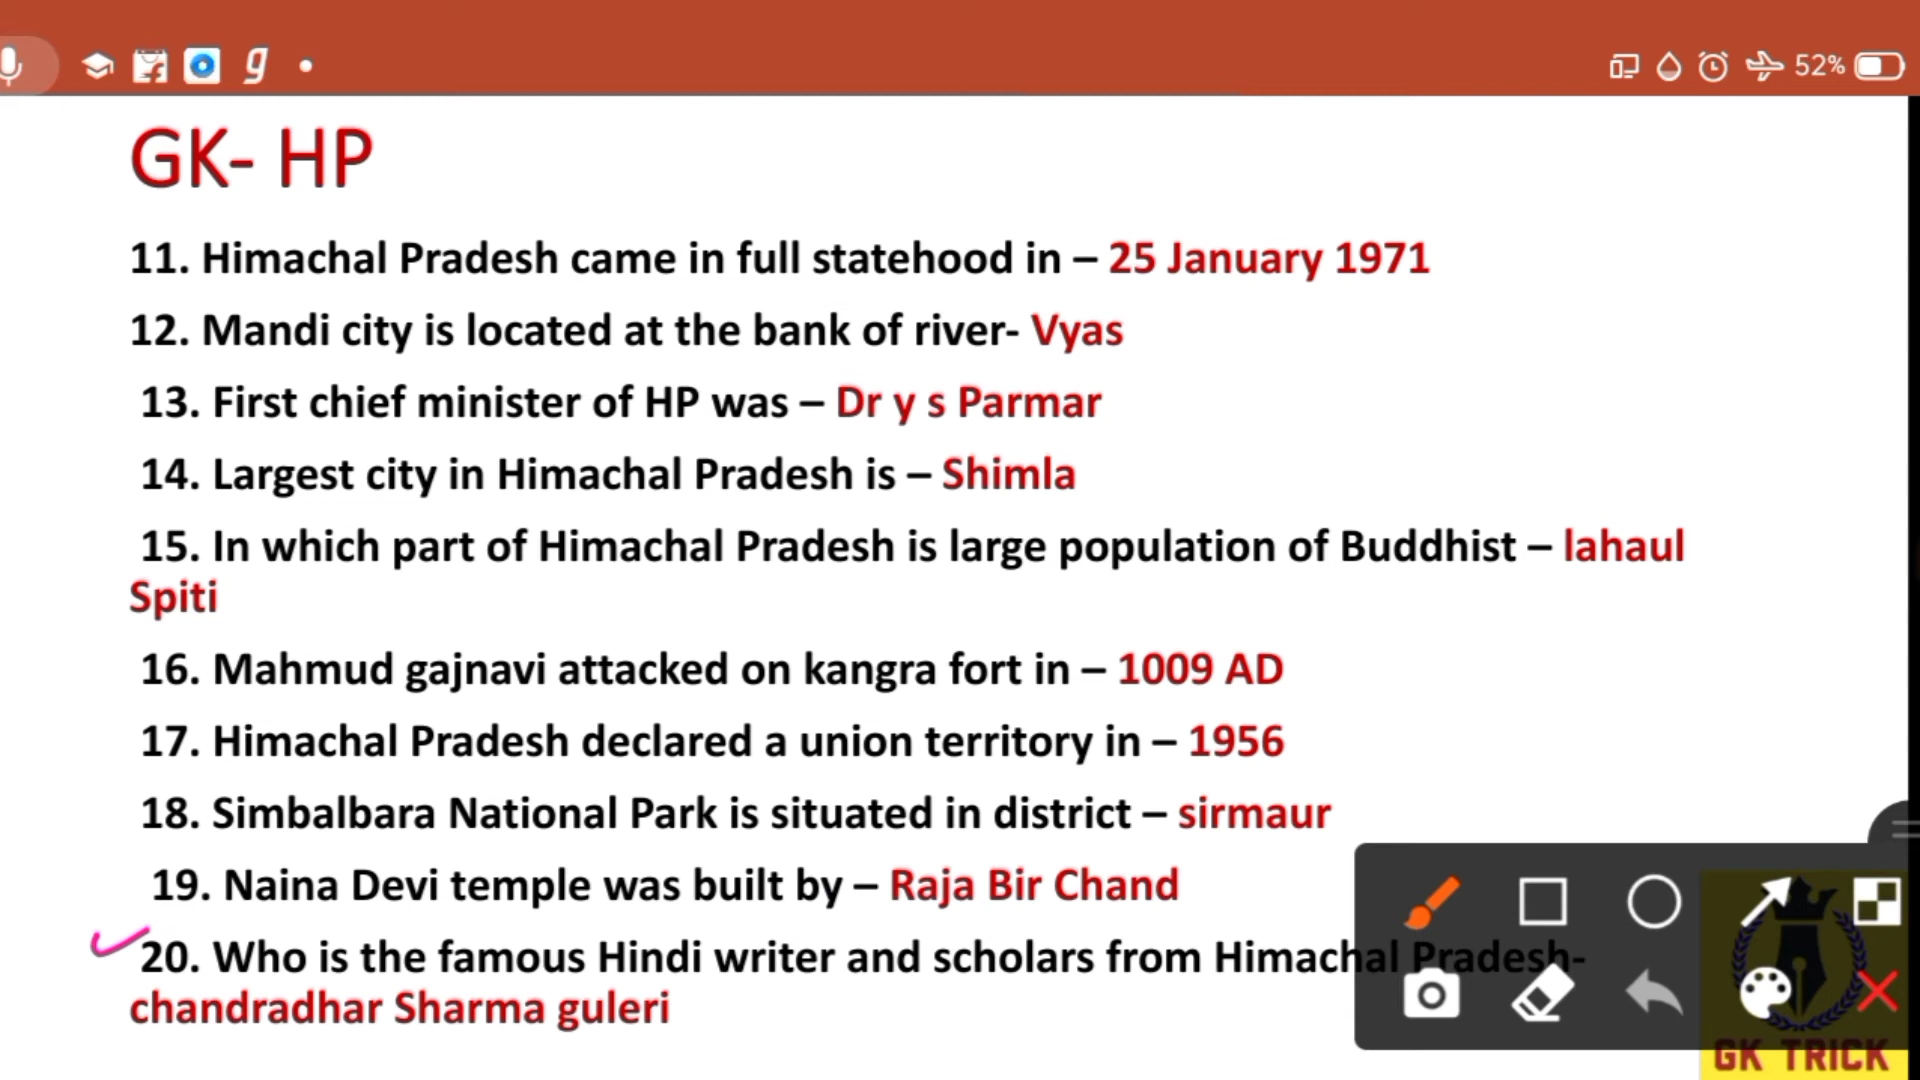 52%
GK- HP
11. Himachal Pradesh came in full statehood in – 25 January 1971
12. Mandi city is located at the bank of river- Vyas
13. First chief minister of HP was – Dr y s Parmar
14. Largest city in Himachal Pradesh is – Shimla
15. In which part of Himachal Pradesh is large population of Buddhist – lahaul
Spiti
16. Mahmud gajnavi attacked on kangra fort in – 1009 AD
17. Himachal Pradesh declared a union territory in – 1956
18. Simbalbara National Park is situated in district – sirmaur
19. Naina Devi temple was built by – Raja Bir Chand
20. Who is the famous Hindi writer and scholars from Himachal Pradesh-
chandradhar Sharma guleri
GK TRICK